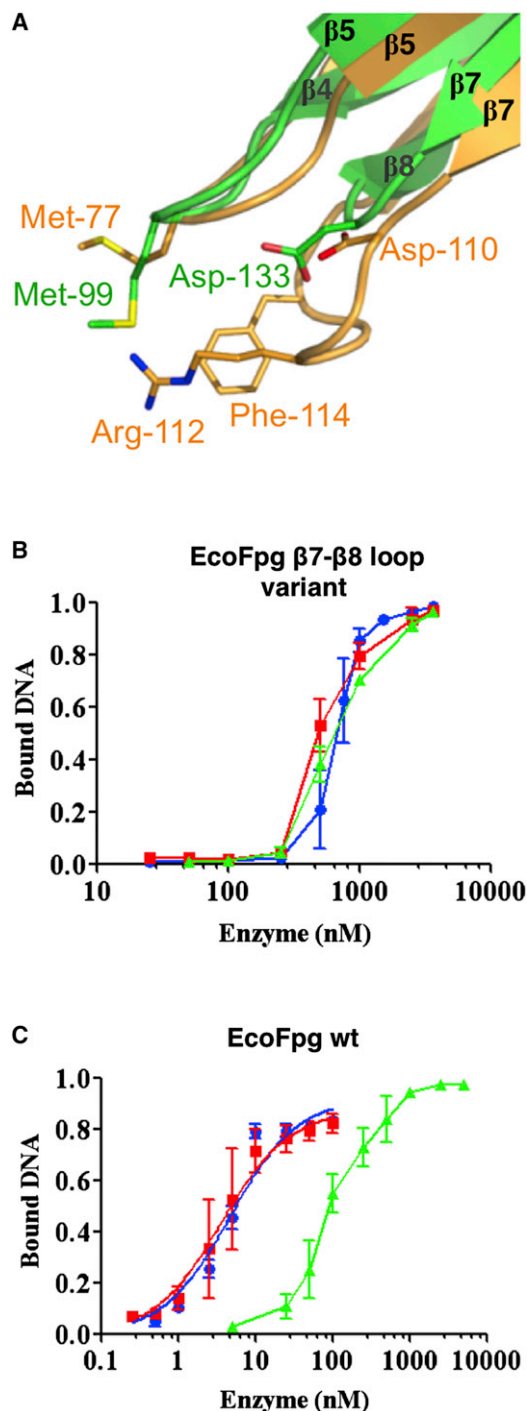 A
β5
β5
β4
β7
β7
β8
Met-77
Met-99
Asp-133
Asp-110
Arg-112
Phe-114
B
EcoFpg β7-β8 loop
variant
Bound DNA
1.0
0.8
0.6
0.4
0.2
0.0
10
100
1000
10000
Enzyme (nM)
C
EcoFpg wt
Bound DNA
1.0
0.8
0.6
0.4
0.2
0.0
0.1
1
10
100
1000
10000
Enzyme (nM)